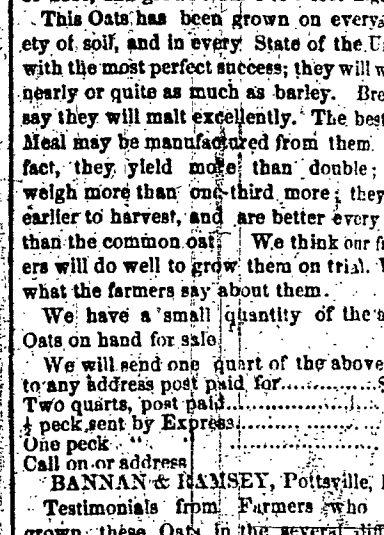 This Oats has been grown on every
ety of soil, and in every State of the U
with the most perfect success; they will w
nearly or quite as much as barley. Bre
say they will malt excellently. The best
Meal may be manufactured from them.
fact, they yield more than double;
weigh more than one-third more; they
earlier to harvest, and are better every
than the common oat. We think our f
ers will do well to grow them on trial.
what the farmers say about them.
We have a small quantity of the a
Oats on hand for sale
We will send one quart of the above
to any address post paid for..............
Two quarts, post paid..............
½ peck sent by Express..............
One peck " "..............
Call on or address
BANNAN & RAMSEY, Pottsville,
Testimonials from Farmers who
grown these Oats in the several diff